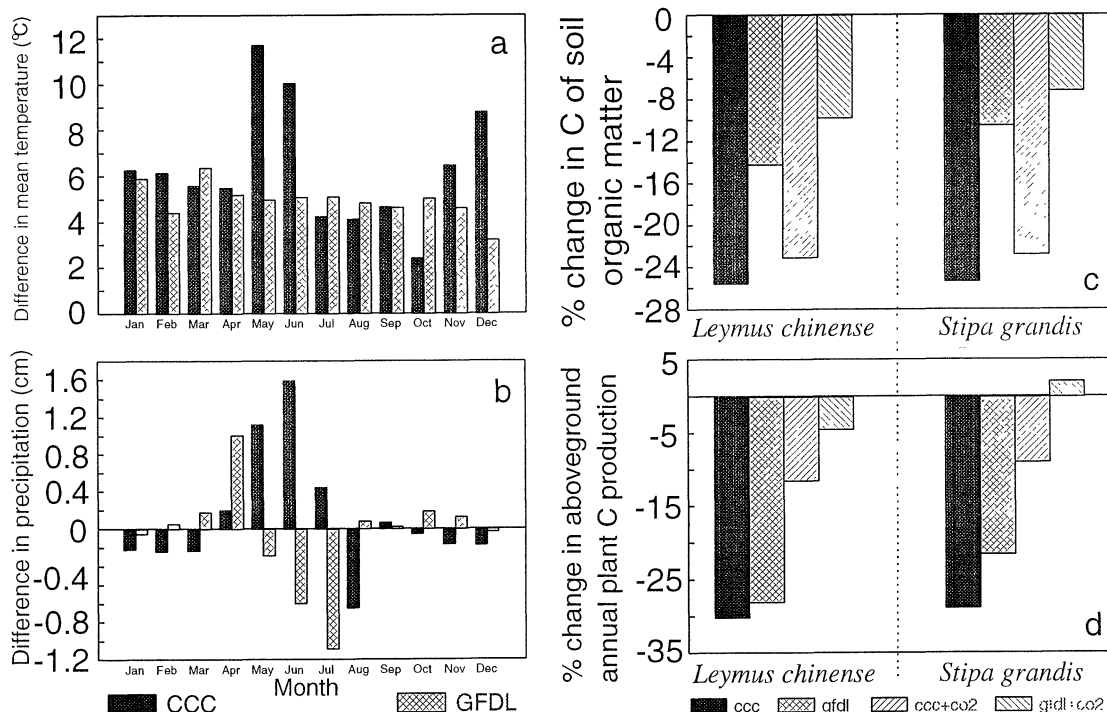 a
Difference in mean temperature (°C)
12
10
8
6
4
2
0
Jan Feb Mar Apr May Jun Jul Aug Sep Oct Nov Dec
b
Difference in precipitation (cm)
1.6
1.2
0.8
0.4
0
-0.4
-0.8
-1.2
Jan Feb Mar Apr May Jun Jul Aug Sep Oct Nov Dec
Month
CCC GFDL
% change in C of soil
organic matter
0
-4
-8
-12
-16
-20
-24
-28
c
Leymus chinense Stipa grandis
% change in aboveground
annual plant C production
5
-5
-15
-25
-35
d
Leymus chinense Stipa grandis
ccc gfdl ccc+co2 gfdl+co2